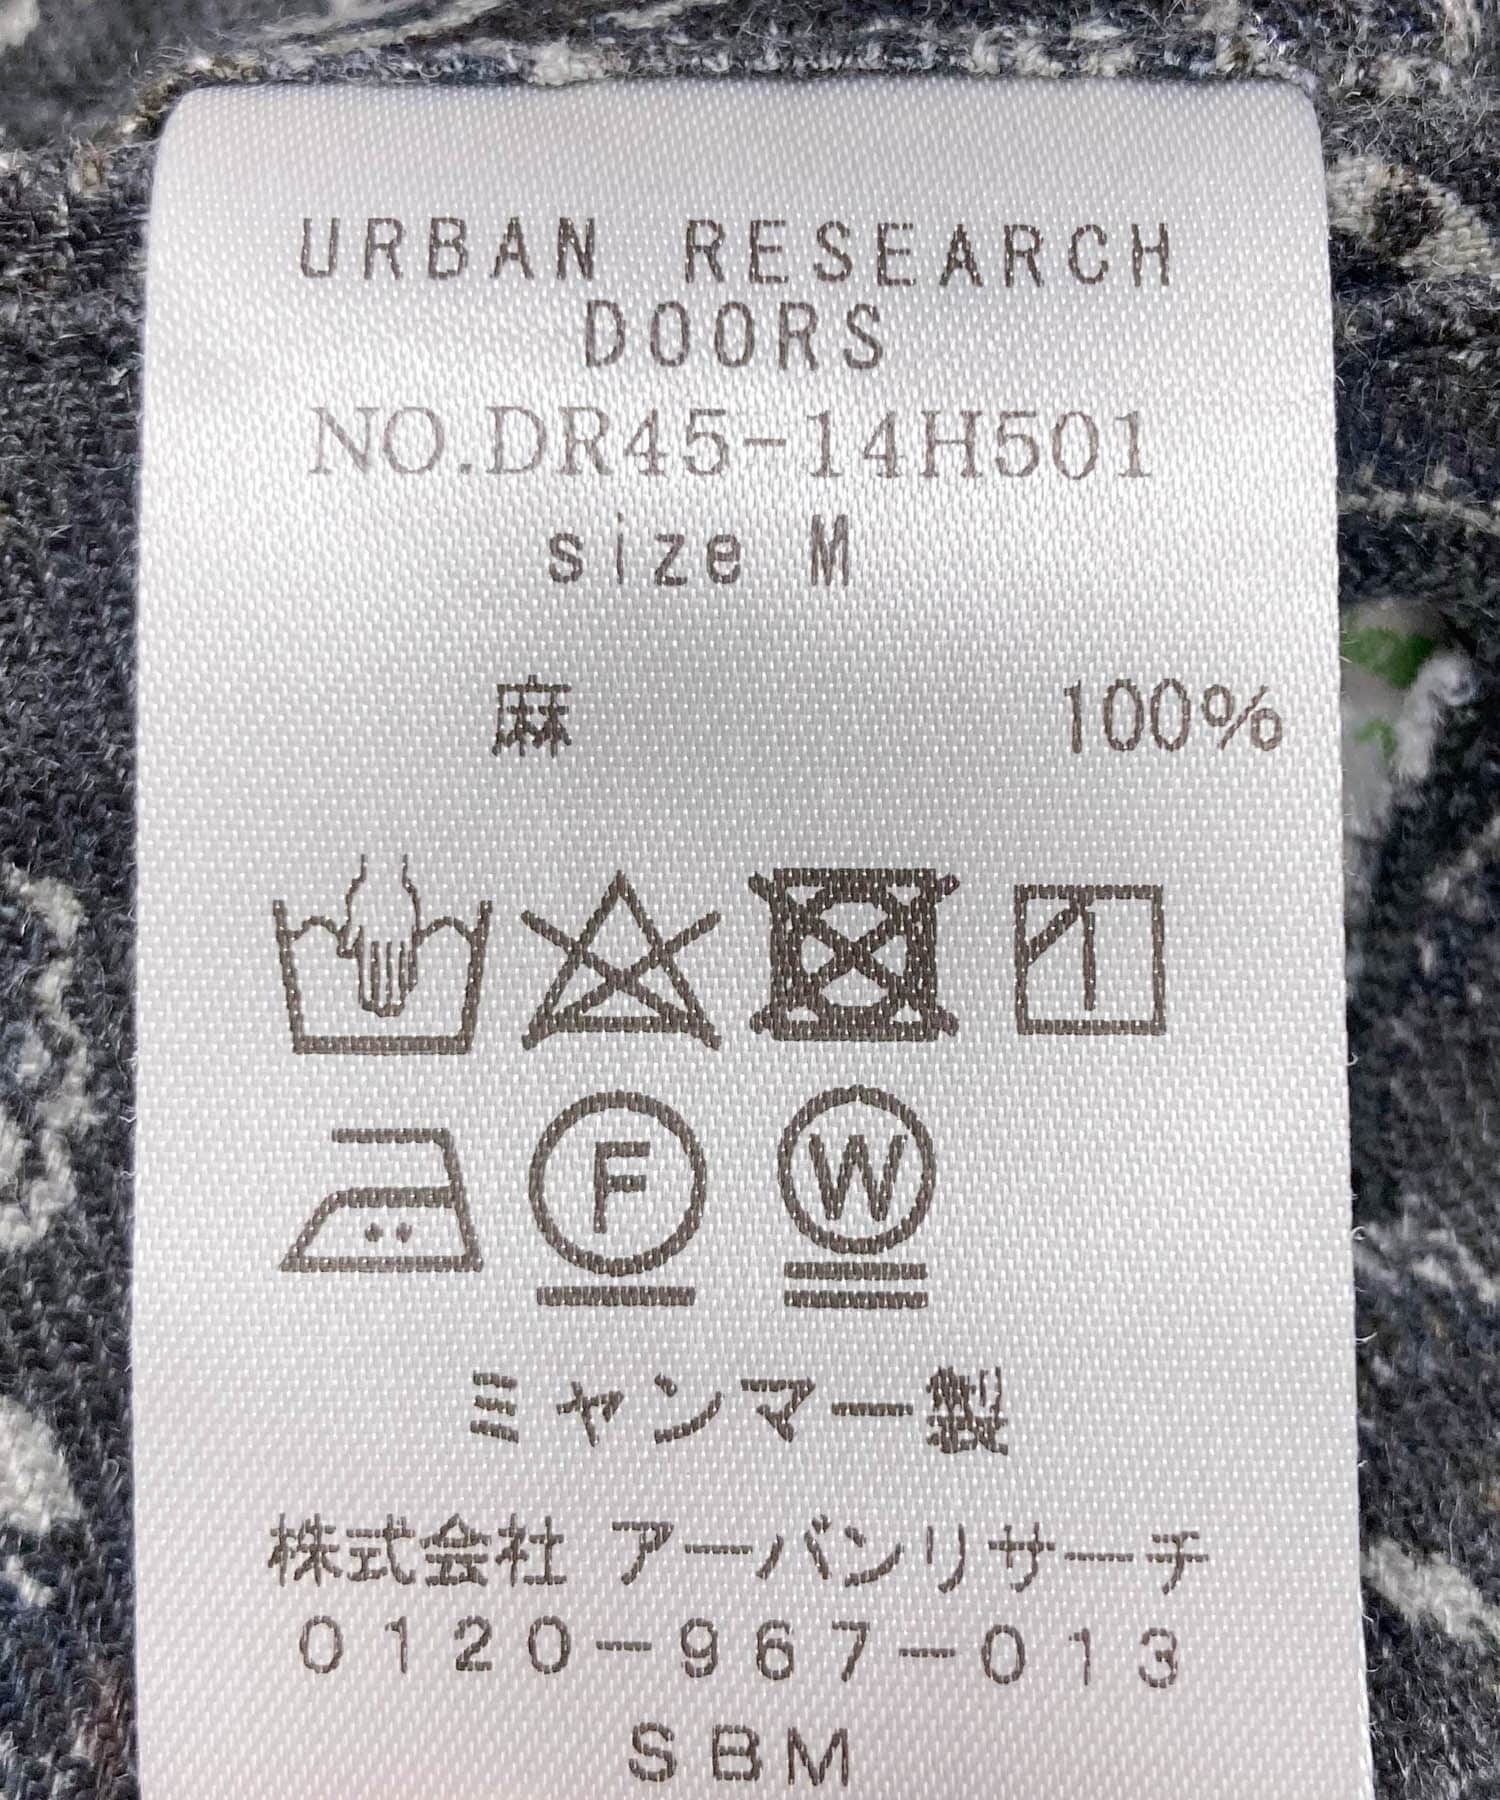 URBAN RESEARCH
DOORS
NO.DR45-14H501
size M
麻 100%
F W
ミャンマー製
株式会社 アーバンリサーチ
0120-967-013
SBM